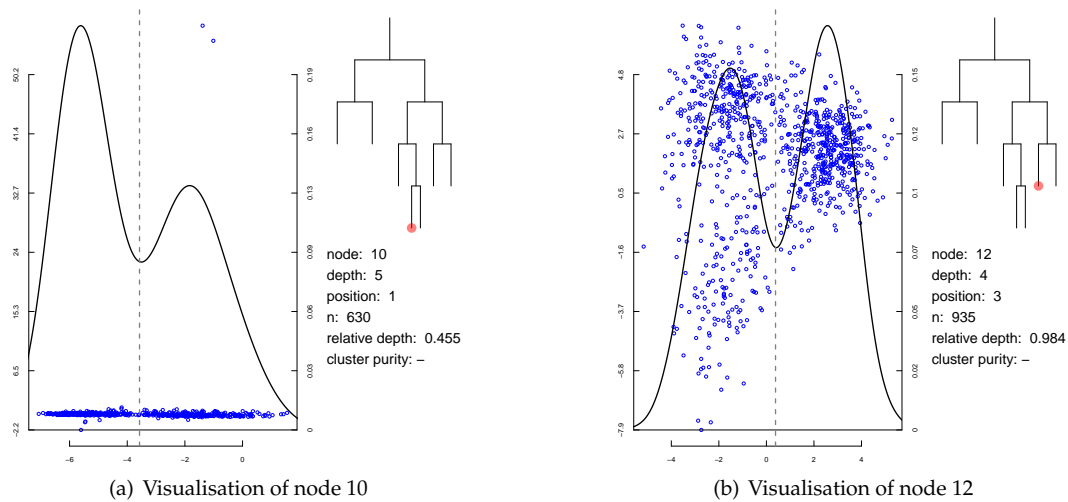 50.2
41.4
32.7
24
15.3
6.5
−2.2
0.19
0.16
0.13
0.09
0.06
0.03
0
−6
−4
−2
0
node: 10
depth: 5
position: 1
n: 630
relative depth: 0.455
cluster purity: –
(a) Visualisation of node 10
4.8
2.7
0.5
−1.6
−3.7
−5.8
−7.9
0.15
0.12
0.1
0.07
0.05
0.02
0
−4
−2
0
2
4
node: 12
depth: 4
position: 3
n: 935
relative depth: 0.984
cluster purity: –
(b) Visualisation of node 12